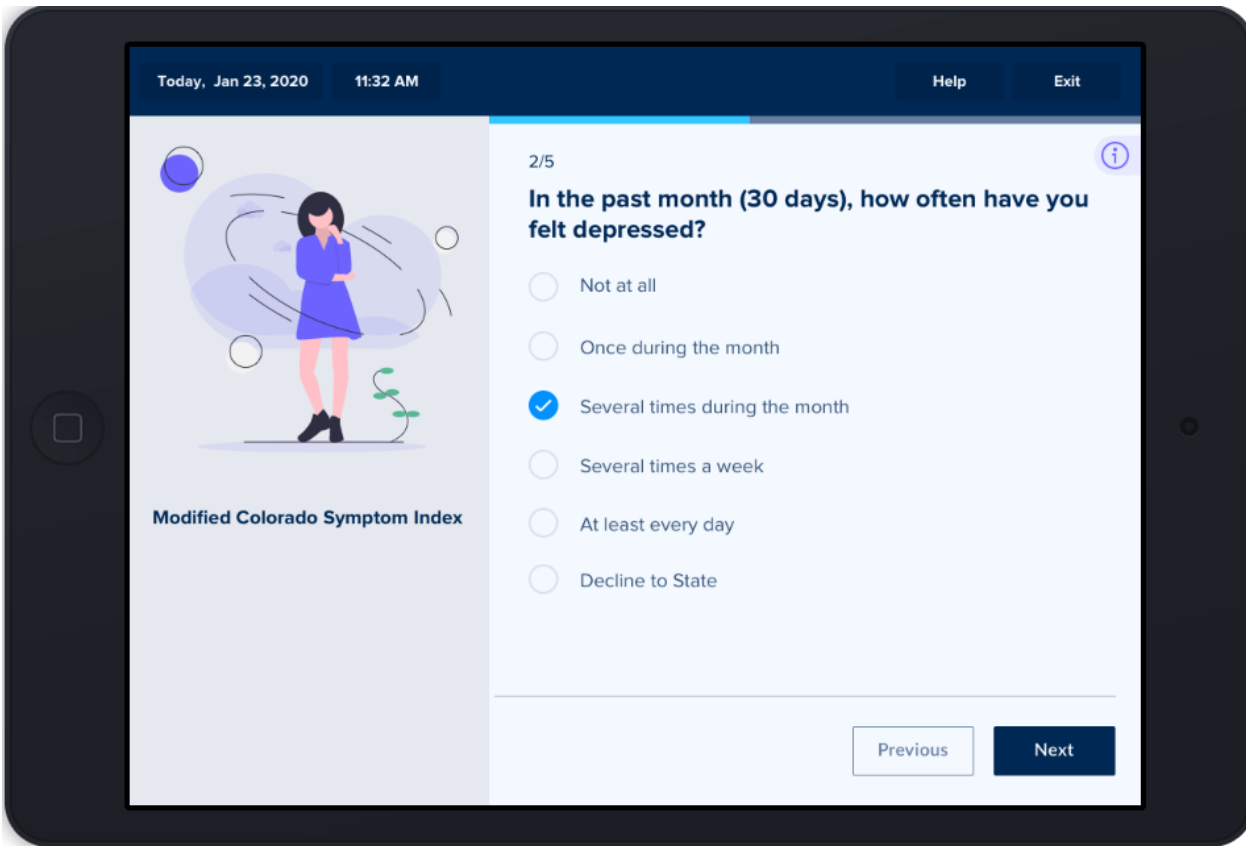 Today,  Jan 23, 2020
11:32 AM
Help
Exit
Modified Colorado Symptom Index
2/5
In the past month (30 days), how often have you
felt depressed?
Not at all
Once during the month
Several times during the month
Several times a week
At least every day
Decline to State
Previous
Next